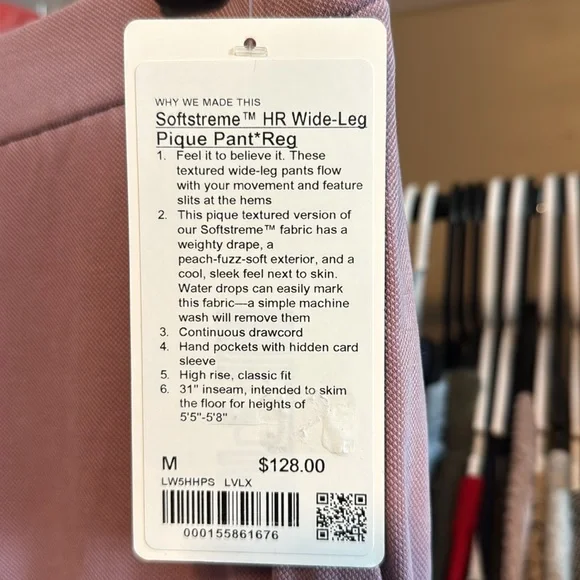 WHY WE MADE THIS
Softstreme™ HR Wide-Leg
Pique Pant*Reg
1. Feel it to believe it. These
textured wide-leg pants flow
with your movement and feature
slits at the hems
2. This pique textured version of
our Softstreme™ fabric has a
weighty drape, a
peach-fuzz-soft exterior, and a
cool, sleek feel next to skin.
Water drops can easily mark
this fabric—a simple machine
wash will remove them
3. Continuous drawcord
4. Hand pockets with hidden card
sleeve
5. High rise, classic fit
6. 31" inseam, intended to skim
the floor for heights of
5'5"-5'8"
M $128.00
LW5HHPS LVLX
000155861676